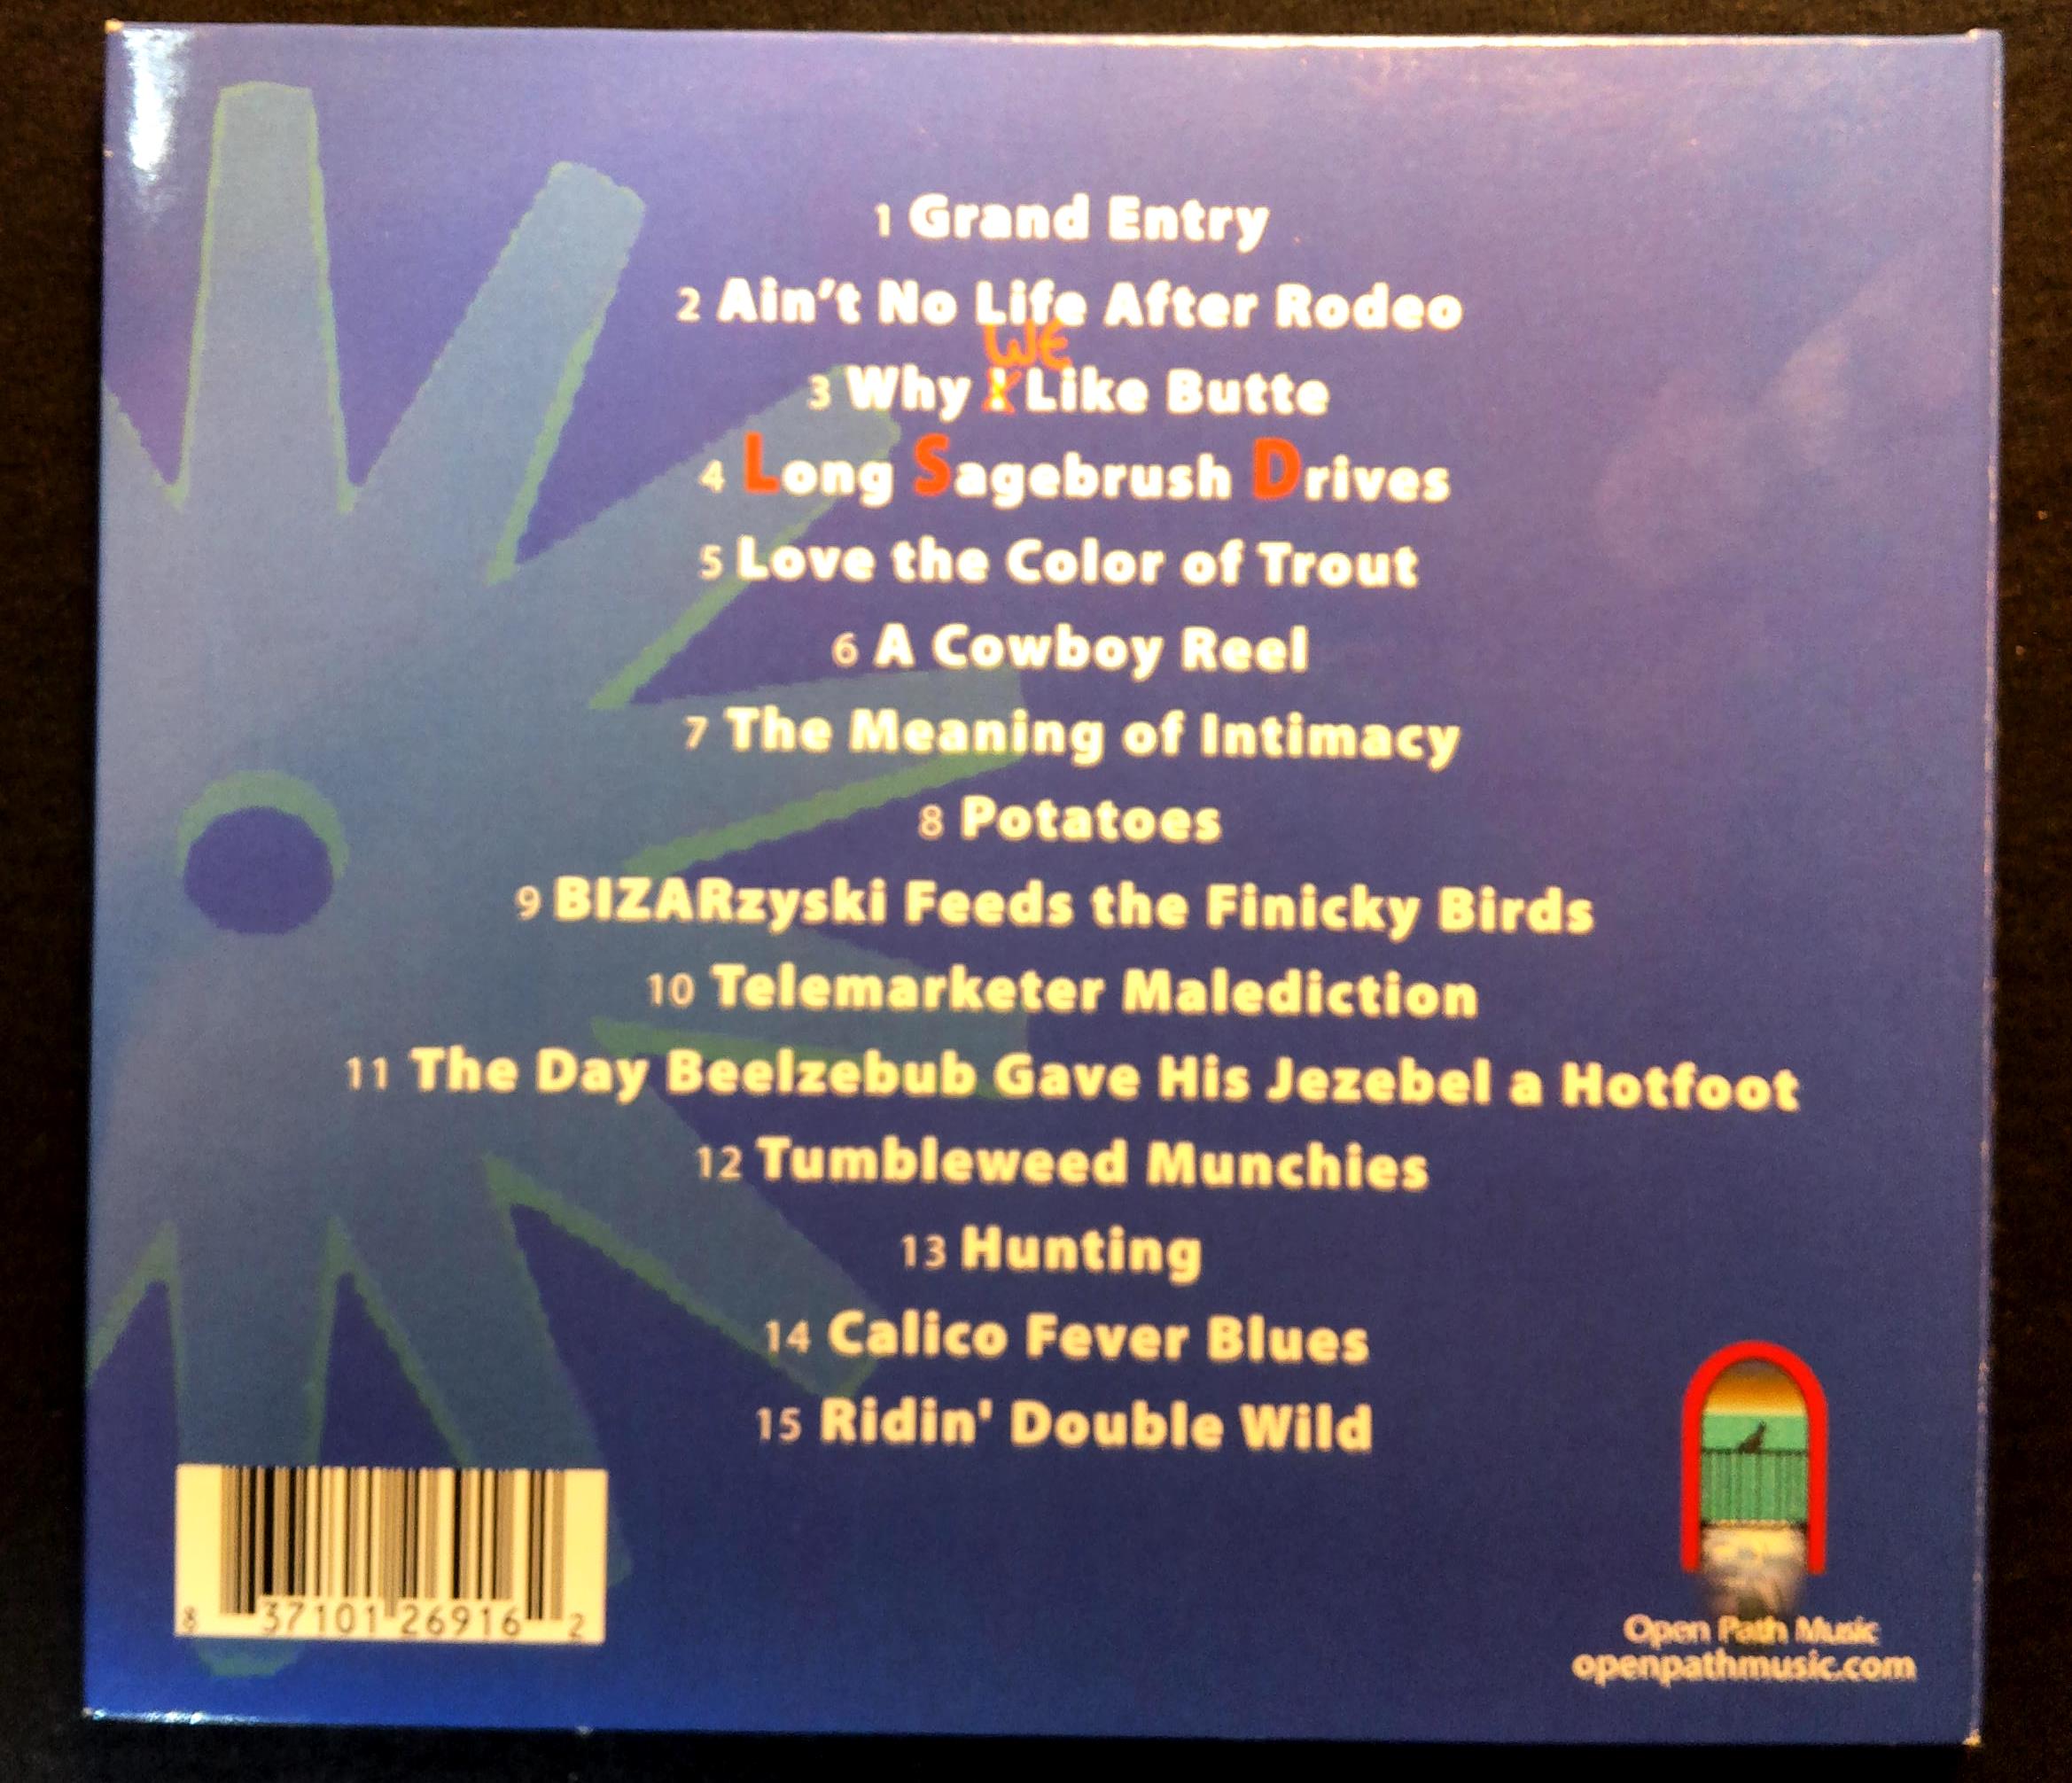 1 Grand Entry
2 Ain't No Life After Rodeo
WE
3 Why I Like Butte
4 Long Sagebrush Drives
5 Love the Color of Trout
6 A Cowboy Reel
7 The Meaning of Intimacy
8 Potatoes
9 BIZARzyski Feeds the Finicky Birds
10 Telemarketer Malediction
11 The Day Beelzebub Gave His Jezebel a Hotfoot
12 Tumbleweed Munchies
13 Hunting
14 Calico Fever Blues
15 Ridin' Double Wild
8 37101 26916 2
Open Path Music
openpathmusic.com